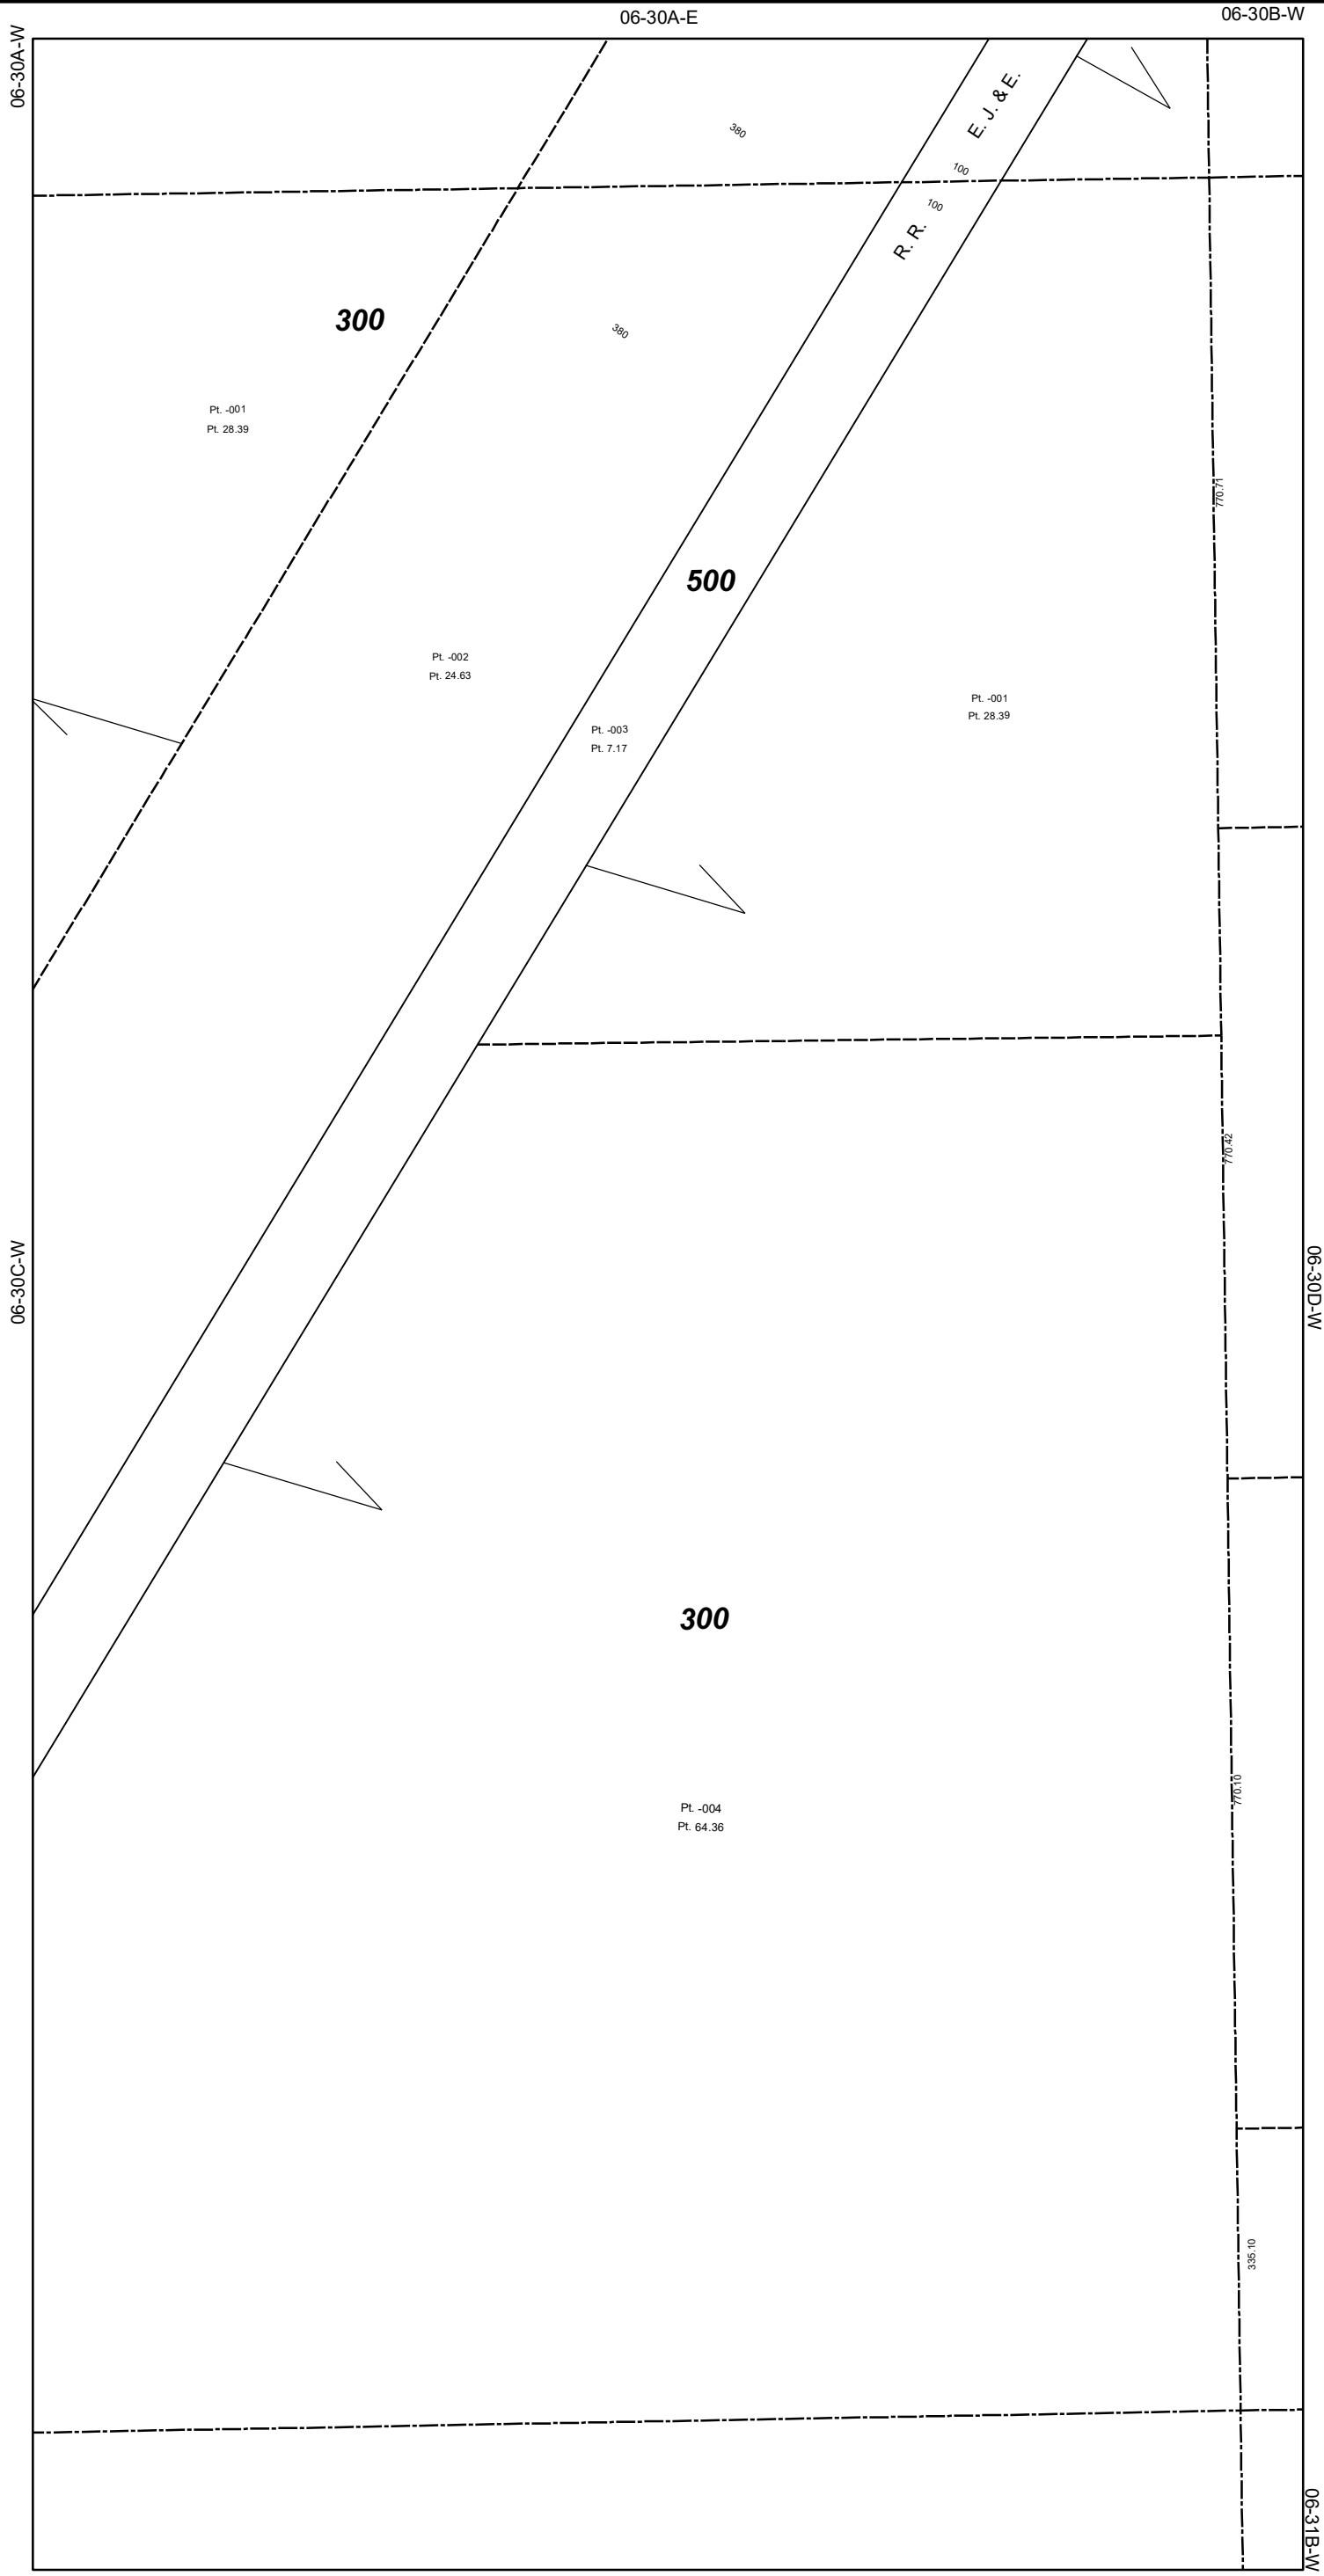 06-30A-E
06-30B-W
06-30A-W
E. J. & E.
380
100
100
R. R.
300
380
Pt. -001
Pt. 28.39
770.71
500
Pt. -002
Pt. 24.63
Pt. -001
Pt. 28.39
Pt. -003
Pt. 7.17
770.42
06-30C-W
06-30D-W
300
770.10
Pt. -004
Pt. 64.36
335.10
06-31B-W